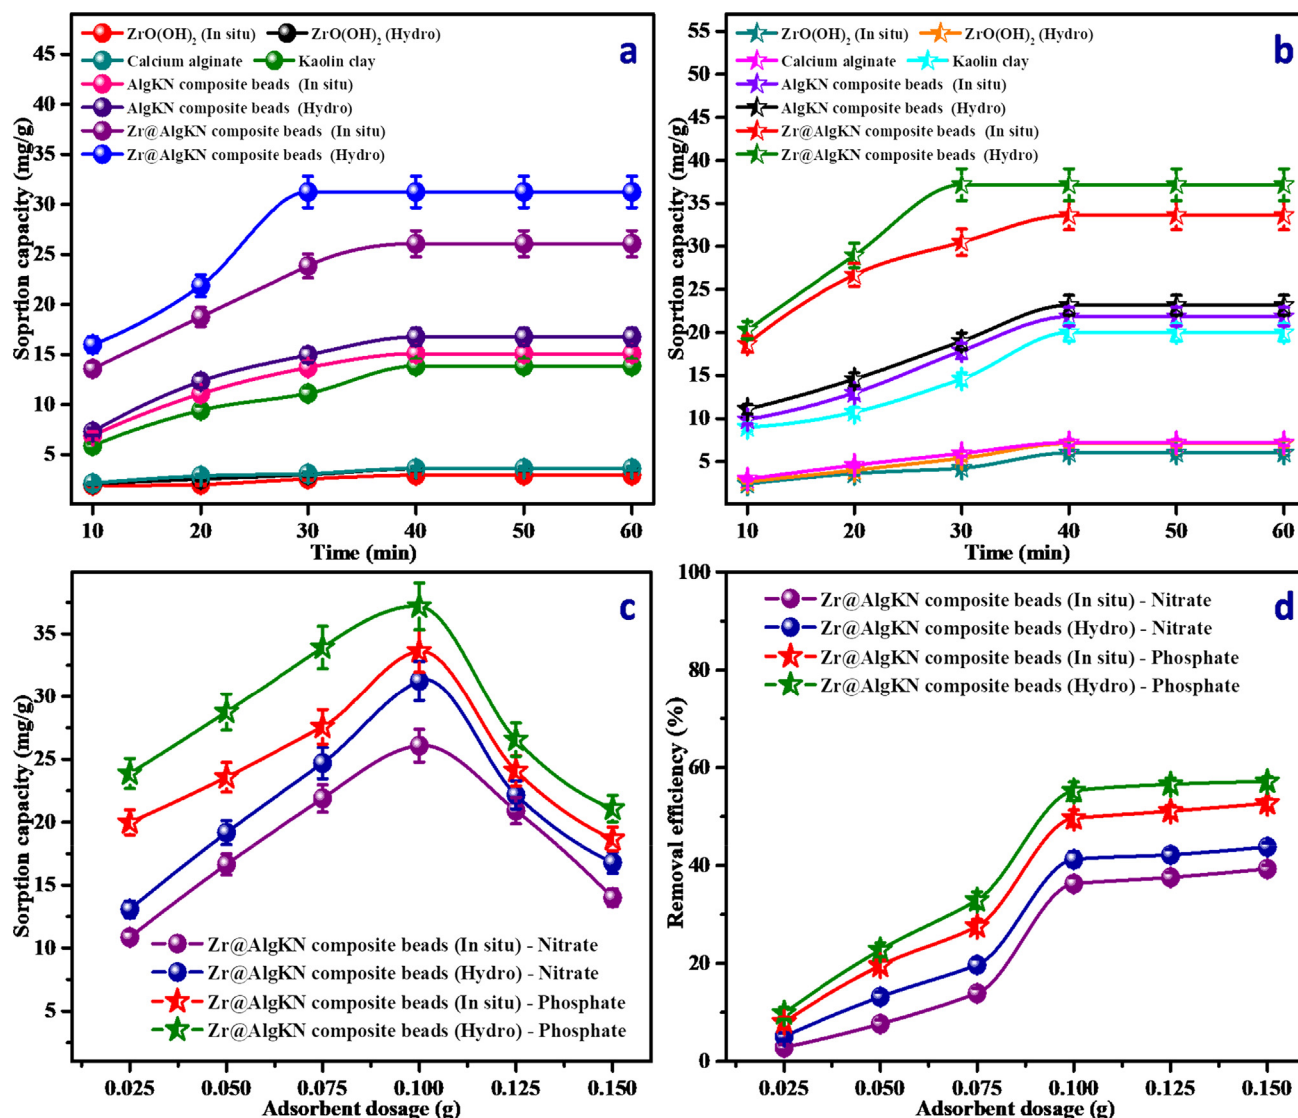 a
ZrO(OH)2 (In situ) ZrO(OH)2 (Hydro)
Calcium alginate Kaolin clay
AlgKN composite beads (In situ)
AlgKN composite beads (Hydro)
Zr@AlgKN composite beads (In situ)
Zr@AlgKN composite beads (Hydro)
Soprtion capacity (mg/g)
45
40
35
30
25
20
15
10
5
10 20 30 40 50 60
Time (min)
b
ZrO(OH)2 (In situ) ZrO(OH)2 (Hydro)
Calcium alginate Kaolin clay
AlgKN composite beads (In situ)
AlgKN composite beads (Hydro)
Zr@AlgKN composite beads (In situ)
Zr@AlgKN composite beads (Hydro)
Soprtion capacity (mg/g)
55
50
45
40
35
30
25
20
15
10
5
10 20 30 40 50 60
Time (min)
c
Sorption capacity (mg/g)
35
30
25
20
15
10
5
Zr@AlgKN composite beads (In situ) - Nitrate
Zr@AlgKN composite beads (Hydro) - Nitrate
Zr@AlgKN composite beads (In situ) - Phosphate
Zr@AlgKN composite beads (Hydro) - Phosphate
0.025 0.050 0.075 0.100 0.125 0.150
Adsorbent dosage (g)
d
Zr@AlgKN composite beads (In situ) - Nitrate
Zr@AlgKN composite beads (Hydro) - Nitrate
Zr@AlgKN composite beads (In situ) - Phosphate
Zr@AlgKN composite beads (Hydro) - Phosphate
Removal efficiency (%)
100
80
60
40
20
0
0.025 0.050 0.075 0.100 0.125 0.150
Adsorbent dosage (g)